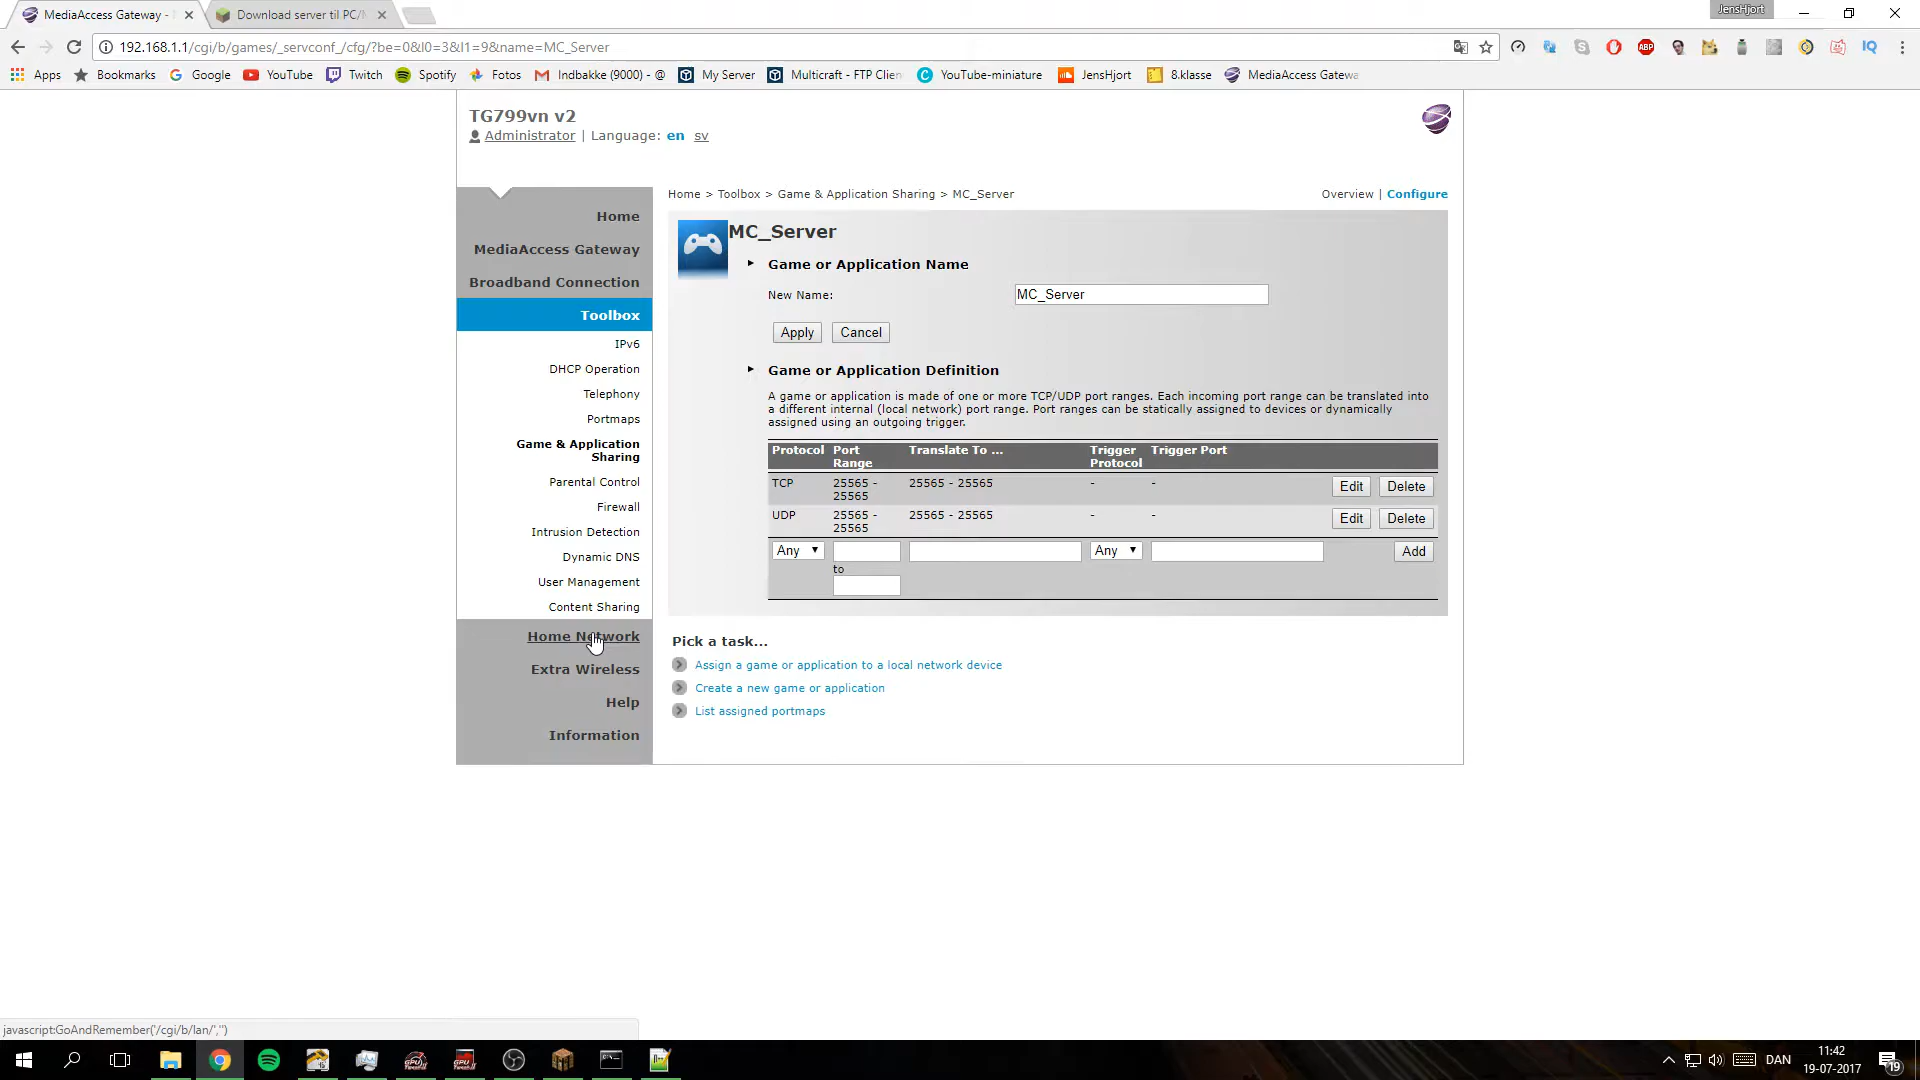 MediaAccess Gateway -
Download server til PC/
JensHjort
192.168.1.1/cgi/b/games/_servconf_/cfg/?be=0&l0=3&l1=9&name=MC_Server
ABP
IQ
Apps
Bookmarks
Google
YouTube
Twitch
Spotify
Fotos
Indbakke (9000) - @
My Server
Multicraft - FTP Clien
YouTube-miniature
JensHjort
8.klasse
MediaAccess Gatewa
TG799vn v2
Administrator | Language: en sv
Home > Toolbox > Game & Application Sharing > MC_Server
Overview | Configure
Home
MediaAccess Gateway
Broadband Connection
Toolbox
IPv6
DHCP Operation
Telephony
Portmaps
Game & Application
Sharing
Parental Control
Firewall
Intrusion Detection
Dynamic DNS
User Management
Content Sharing
Home Network
Extra Wireless
Help
Information
MC_Server
Game or Application Name
New Name: MC_Server
Apply Cancel
Game or Application Definition
A game or application is made of one or more TCP/UDP port ranges. Each incoming port range can be translated into
a different internal (local network) port range. Port ranges can be statically assigned to devices or dynamically
assigned using an outgoing trigger.
Protocol Port Range Translate To ... Trigger Protocol Trigger Port
TCP 25565 - 25565 25565 - 25565 - - Edit Delete
UDP 25565 - 25565 25565 - 25565 - - Edit Delete
Any Any Add
to
Pick a task...
Assign a game or application to a local network device
Create a new game or application
List assigned portmaps
javascript:GoAndRemember('/cgi/b/lan/','')
DAN
11:42
19-07-2017
19